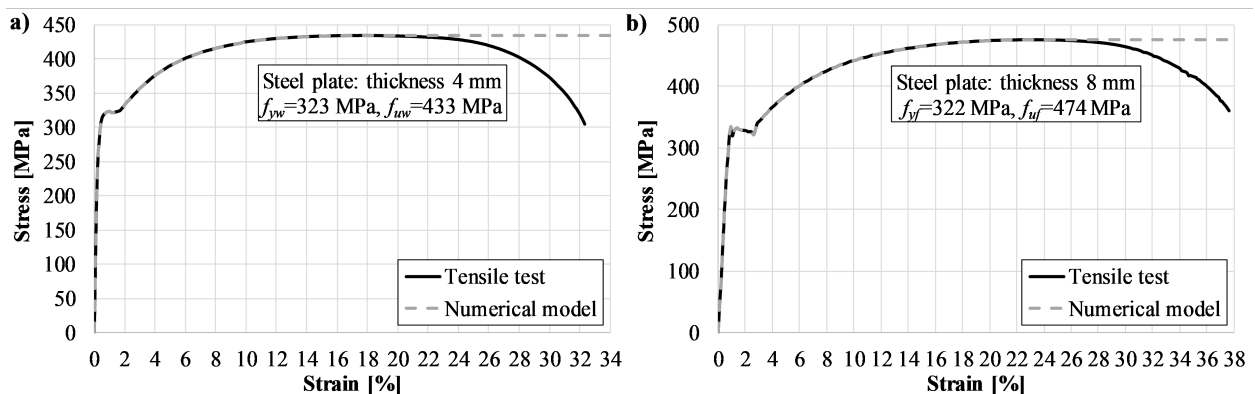 a)
450
400
350
300
250
200
150
100
50
0
Stress [MPa]
Steel plate: thickness 4 mm
fyw=323 MPa, fuw=433 MPa
Tensile test
Numerical model
0 2 4 6 8 10 12 14 16 18 20 22 24 26 28 30 32 34
Strain [%]
b)
500
400
300
200
100
0
Stress [MPa]
Steel plate: thickness 8 mm
fyf=322 MPa, fuf=474 MPa
Tensile test
Numerical model
0 2 4 6 8 10 12 14 16 18 20 22 24 26 28 30 32 34 36 38
Strain [%]